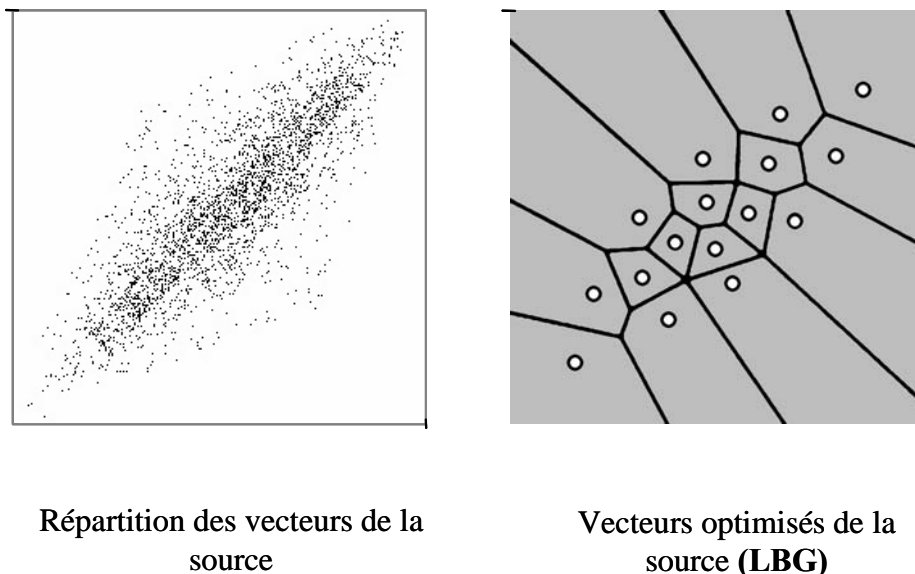 Répartition des vecteurs de la
source
Vecteurs optimisés de la
source (LBG)